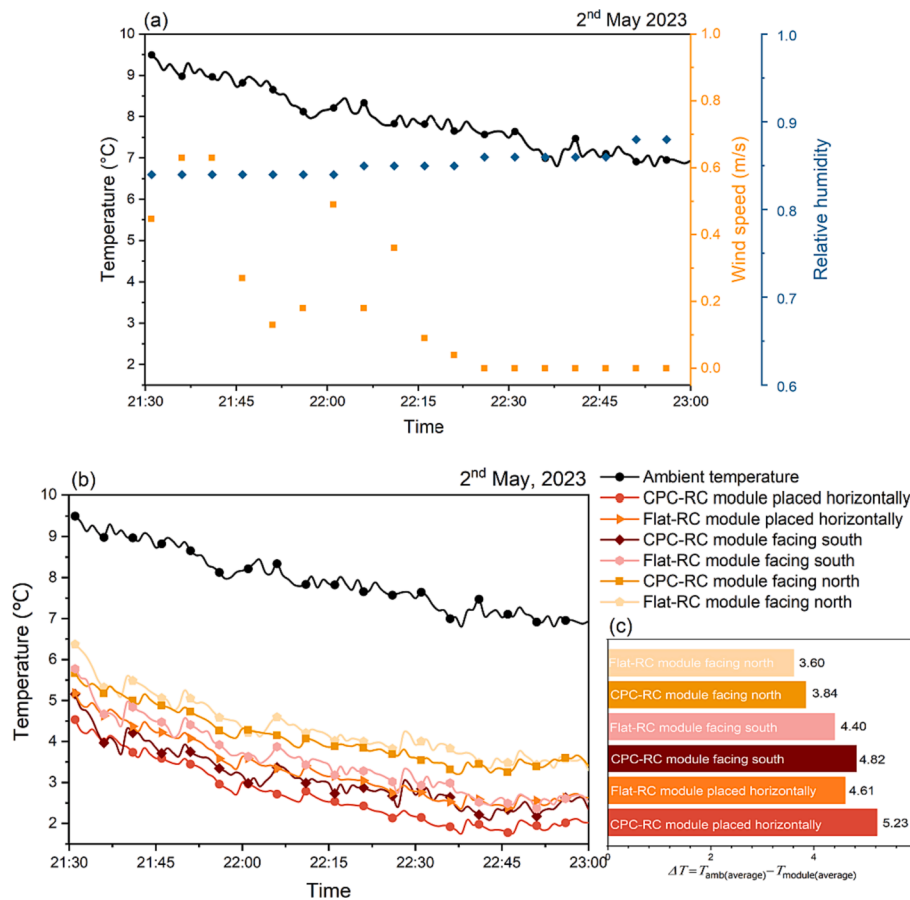 (a)
2nd May 2023
10
9
8
7
6
5
4
3
2
Temperature (°C)
1.0
0.8
0.6
0.4
0.2
0.0
Wind speed (m/s)
1.0
0.9
0.8
0.7
0.6
Relative humidity
21:30
21:45
22:00
22:15
22:30
22:45
23:00
Time
(b)
2nd May, 2023
10
9
8
7
6
5
4
3
2
Temperature (℃)
21:30
21:45
22:00
22:15
22:30
22:45
23:00
Time
Ambient temperature
CPC-RC module placed horizontally
Flat-RC module placed horizontally
CPC-RC module facing south
Flat-RC module facing south
CPC-RC module facing north
Flat-RC module facing north
(c)
Flat-RC module facing north 3.60
CPC-RC module facing north 3.84
Flat-RC module facing south 4.40
CPC-RC module facing south 4.82
Flat-RC module placed horizontally 4.61
CPC-RC module placed horizontally 5.23
0
2
4
ΔT=Tamb(average)−Tmodule(average)